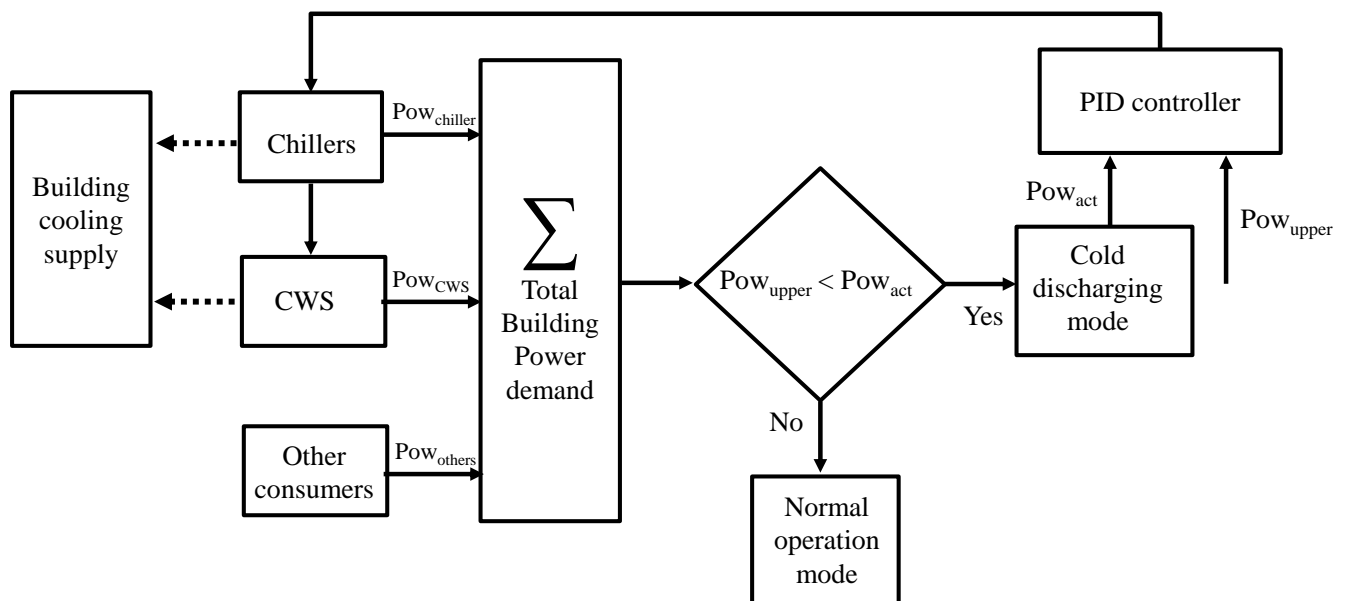 PID controller
Pow_chiller
Chillers
Building
cooling
supply
Pow_act
Pow_upper
∑
Total
Building
Power
demand
Pow_upper < Pow_act
Cold
discharging
mode
Yes
CWS
Pow_CWS
No
Other
consumers
Pow_others
Normal
operation
mode